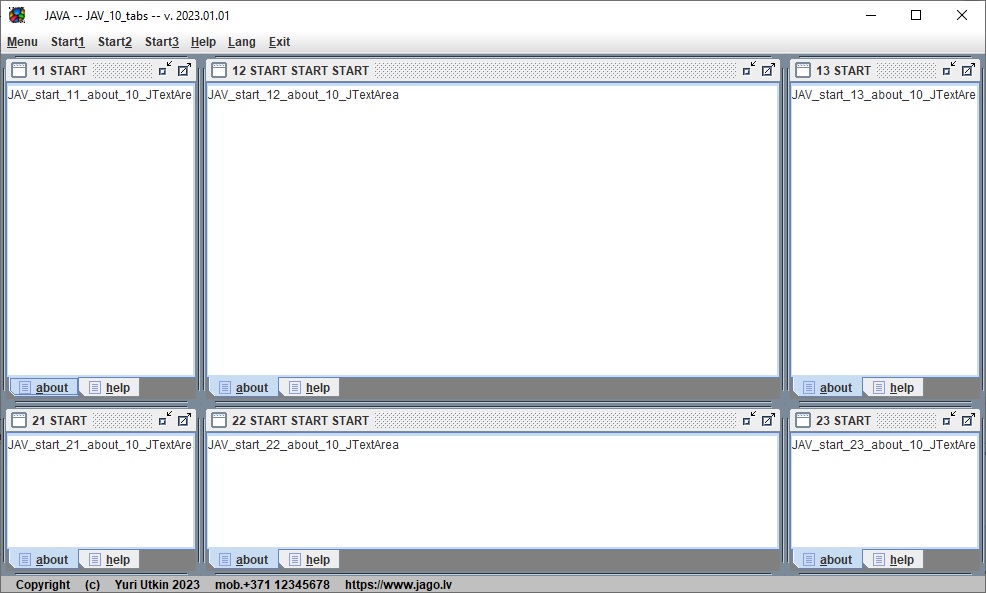 JAVA -- JAV_10_tabs -- v. 2023.01.01
Menu Start1 Start2 Start3 Help Lang Exit
11 START 12 START START START 13 START
JAV_start_11_about_10_JTextAre JAV_start_12_about_10_JTextArea JAV_start_13_about_10_JTextAre
about help about help about help
21 START 22 START START START 23 START
JAV_start_21_about_10_JTextAre JAV_start_22_about_10_JTextArea JAV_start_23_about_10_JTextAre
about help about help about help
Copyright (c) Yuri Utkin 2023 mob.+371 12345678 https://www.jago.lv